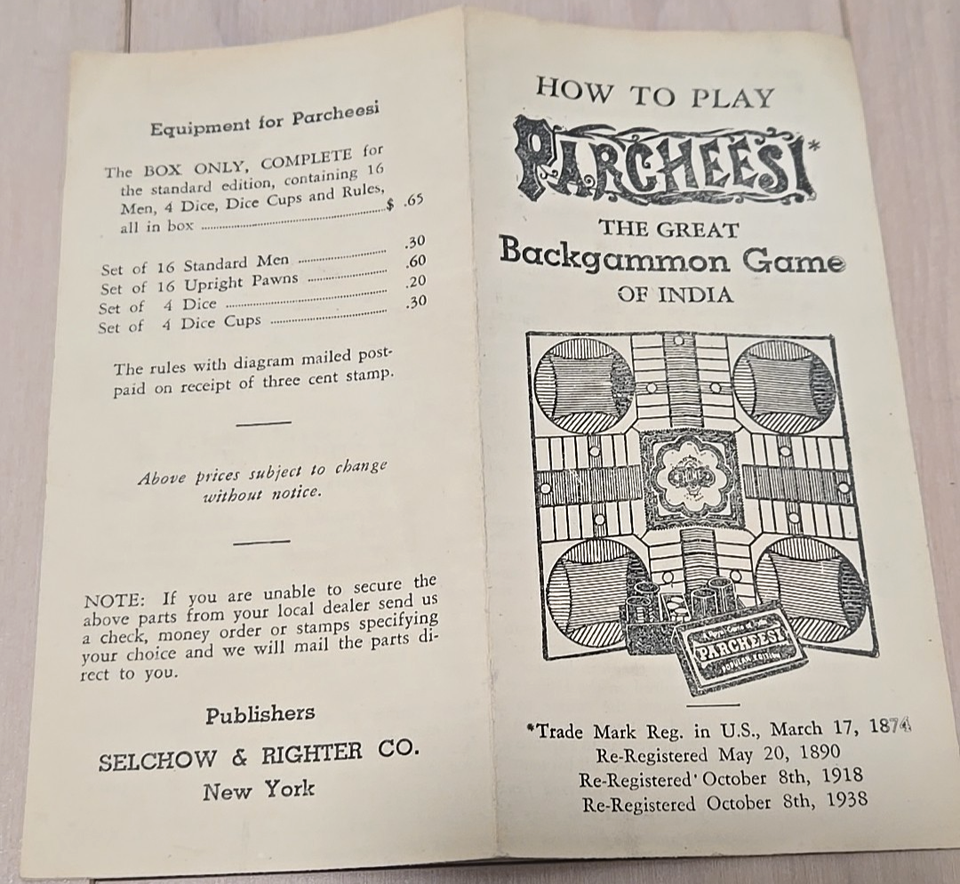 Equipment for Parcheesi
The BOX ONLY, COMPLETE for
the standard edition, containing 16
Men, 4 Dice, Dice Cups and Rules,
all in box ........ $ .65
Set of 16 Standard Men ........ .30
Set of 16 Upright Pawns ........ .60
Set of 4 Dice ........ .20
Set of 4 Dice Cups ........ .30
The rules with diagram mailed post-
paid on receipt of three cent stamp.
Above prices subject to change
without notice.
NOTE: If you are unable to secure the
above parts from your local dealer send us
a check, money order or stamps specifying
your choice and we will mail the parts di-
rect to you.
Publishers
SELCHOW & RIGHTER CO.
New York
HOW TO PLAY
PARCHEESI*
THE GREAT
Backgammon Game
OF INDIA
PARCHEESI
POPULAR EDITION
*Trade Mark Reg. in U.S., March 17, 1874
Re-Registered May 20, 1890
Re-Registered October 8th, 1918
Re-Registered October 8th, 1938